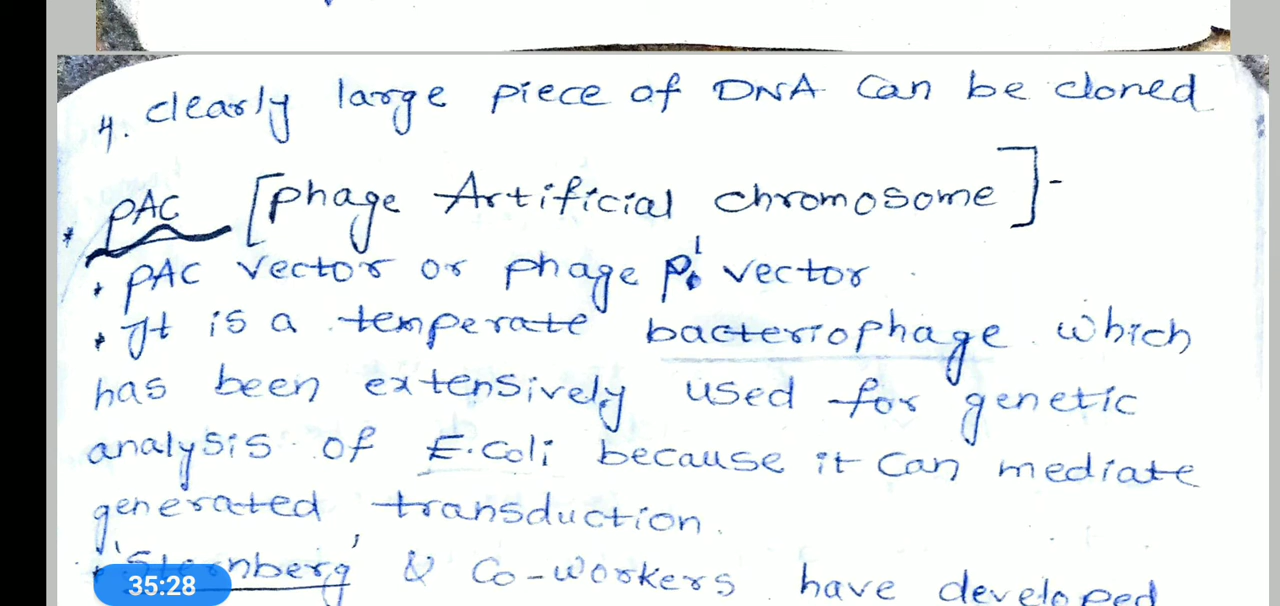 4. clearly large piece of DNA can be cloned
* PAC [phage Artificial chromosome]-
* PAC vector or phage P1 vector
* It is a temperate bacteriophage which
has been extensively used for genetic
analysis of E.coli because it can mediate
generated transduction.
* 'Sternberg' & Co-workers have developed
35:28